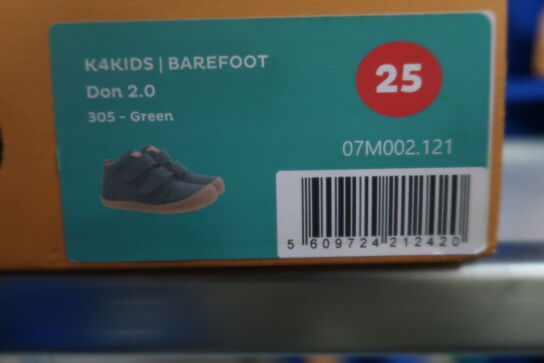 K4KIDS | BAREFOOT
Don 2.0
305 - Green
25
07M002.121
5 609724 212420